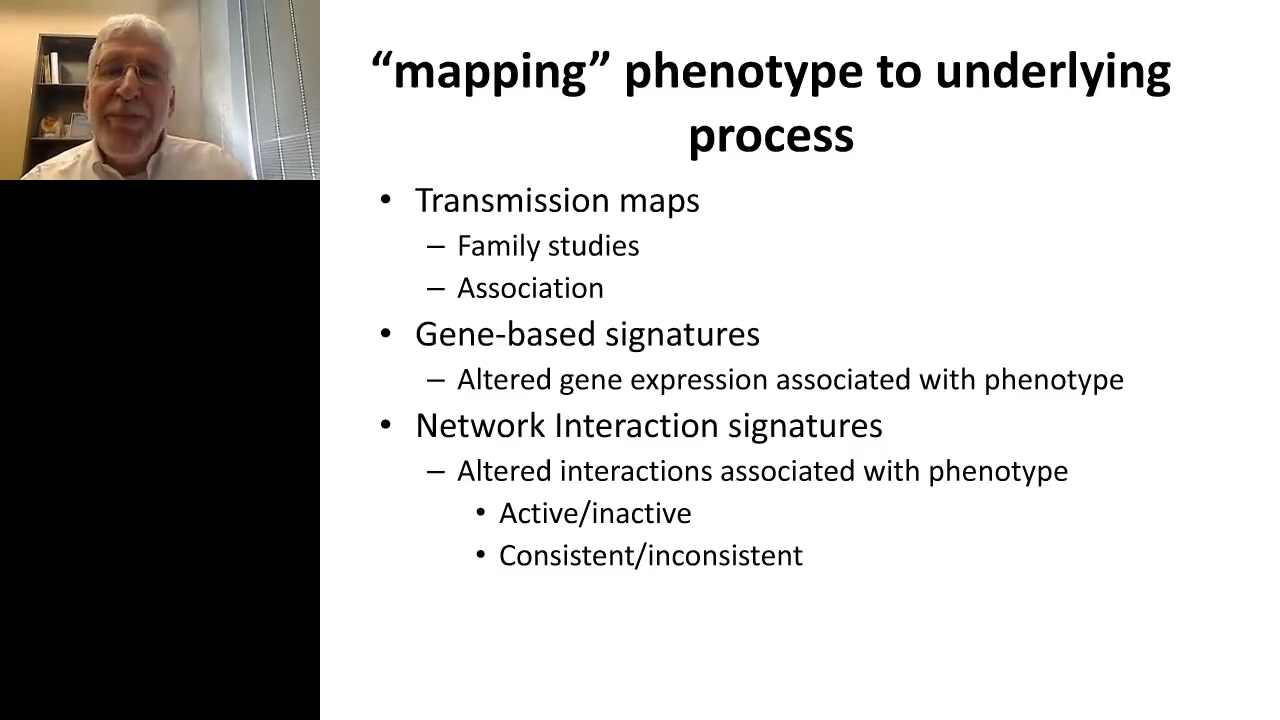 “mapping” phenotype to underlying
process
• Transmission maps
– Family studies
– Association
• Gene-based signatures
– Altered gene expression associated with phenotype
• Network Interaction signatures
– Altered interactions associated with phenotype
• Active/inactive
• Consistent/inconsistent